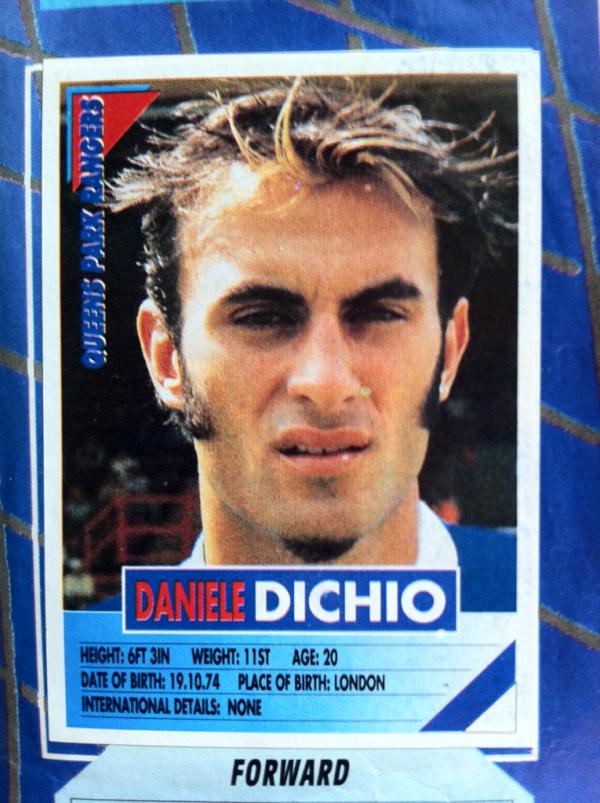 QUEENS PARK RANGERS
DANIELE DICHIO
HEIGHT: 6FT 3IN WEIGHT: 11ST AGE: 20
DATE OF BIRTH: 19.10.74 PLACE OF BIRTH: LONDON
INTERNATIONAL DETAILS: NONE
FORWARD